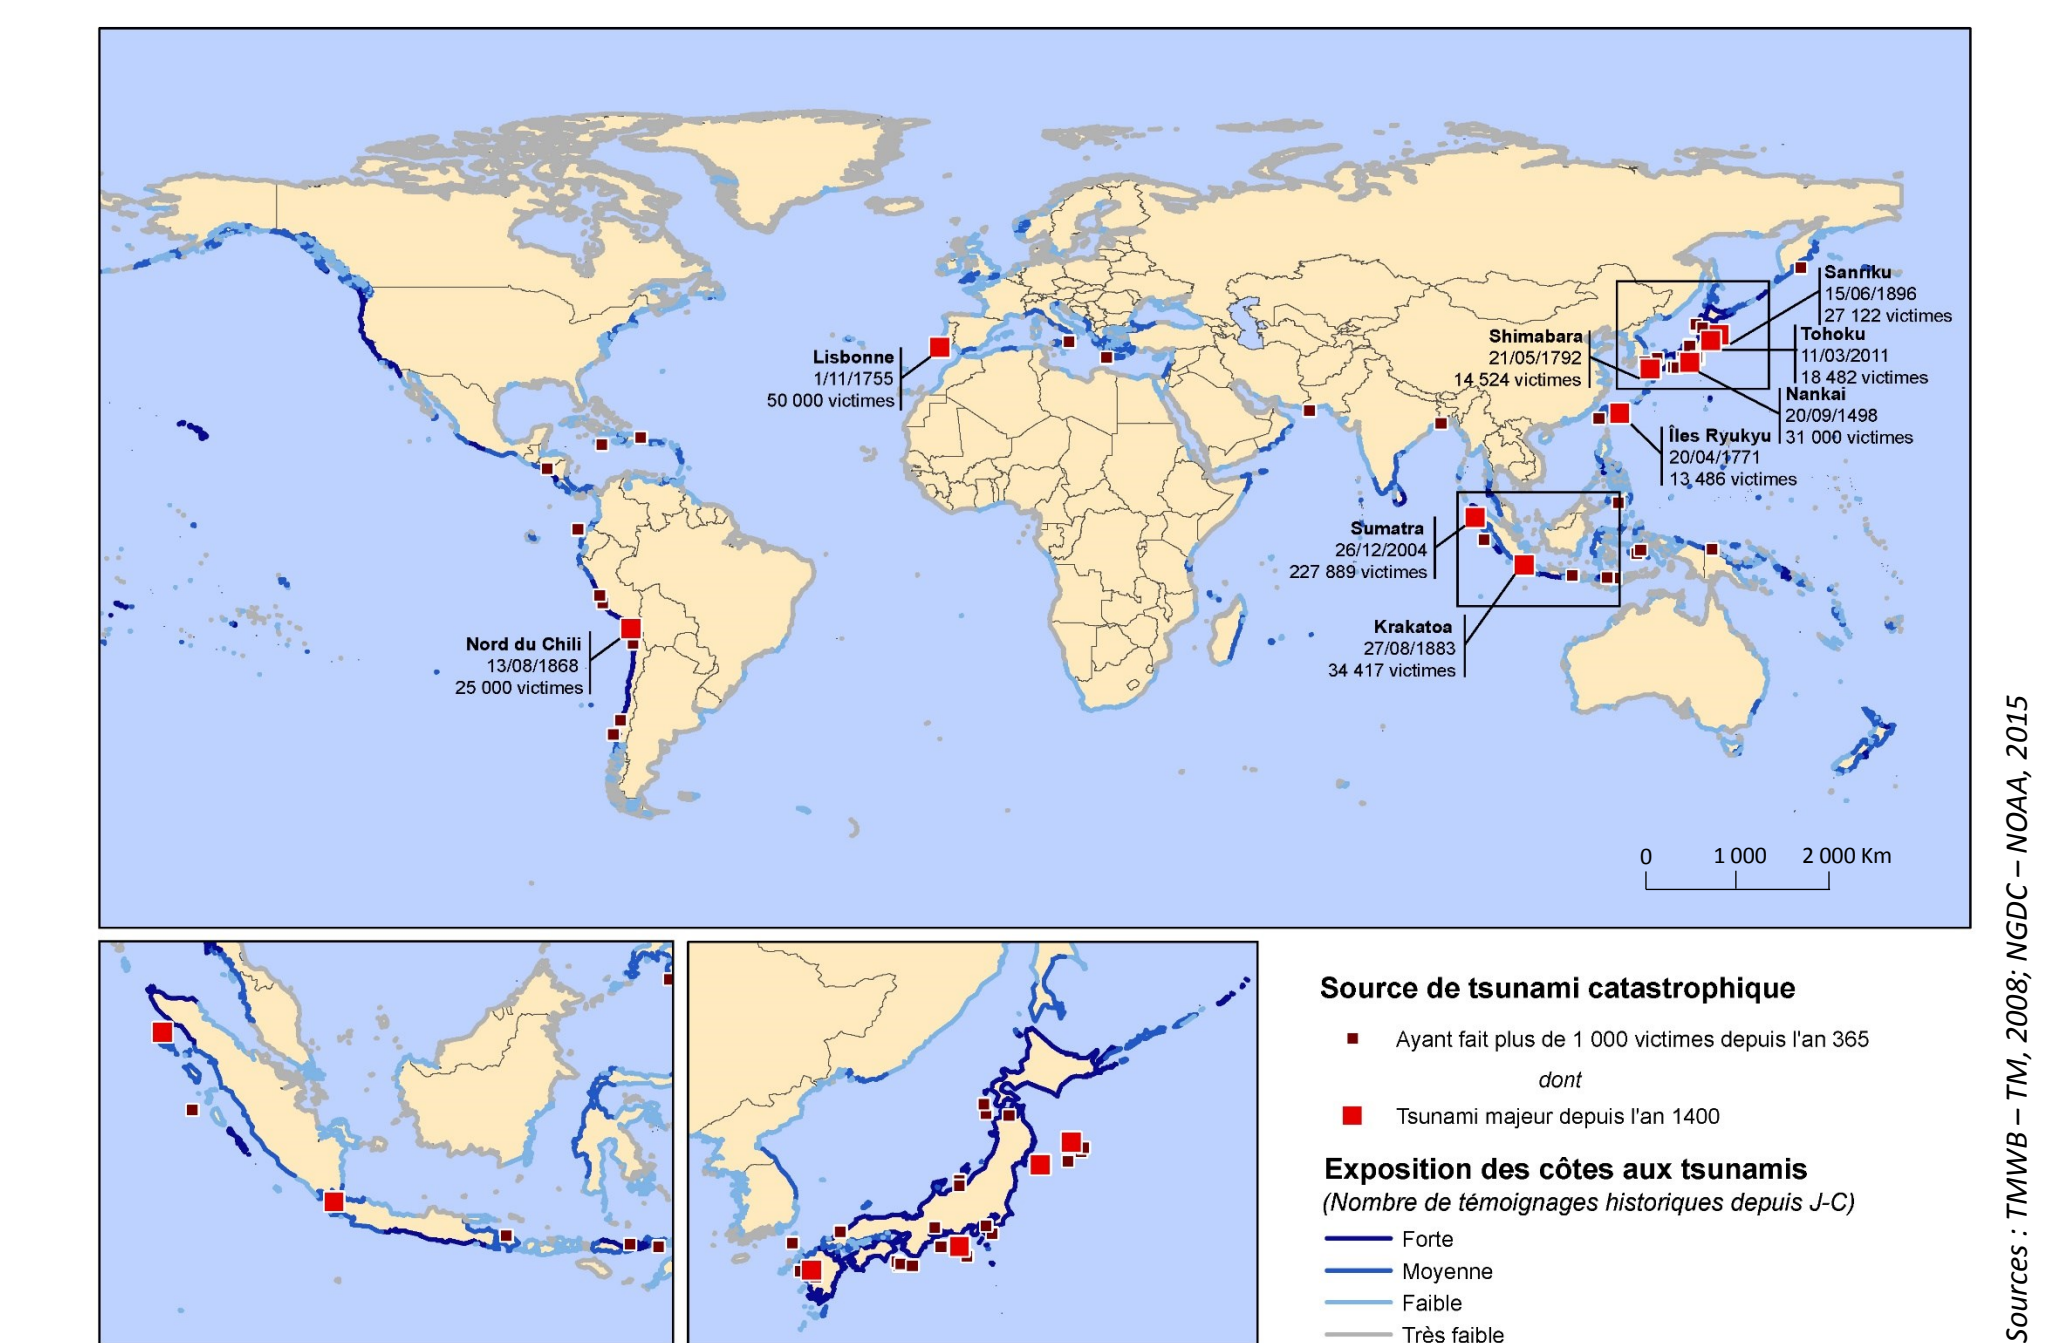 Sanriku
15/06/1896
27 122 victimes
Shimabara
21/05/1792
14 524 victimes
Tohoku
11/03/2011
18 482 victimes
Lisbonne
1/11/1755
50 000 victimes
Nankai
20/09/1498
31 000 victimes
Îles Ryukyu
20/04/1771
13 486 victimes
Sumatra
26/12/2004
227 889 victimes
Krakatoa
27/08/1883
34 417 victimes
Nord du Chili
13/08/1868
25 000 victimes
0 1 000 2 000 Km
Source de tsunami catastrophique
Ayant fait plus de 1 000 victimes depuis l'an 365
dont
Tsunami majeur depuis l'an 1400
Exposition des côtes aux tsunamis
(Nombre de témoignages historiques depuis J-C)
Forte
Moyenne
Faible
Très faible
Sources : TMWB – TM, 2008; NGDC – NOAA, 2015